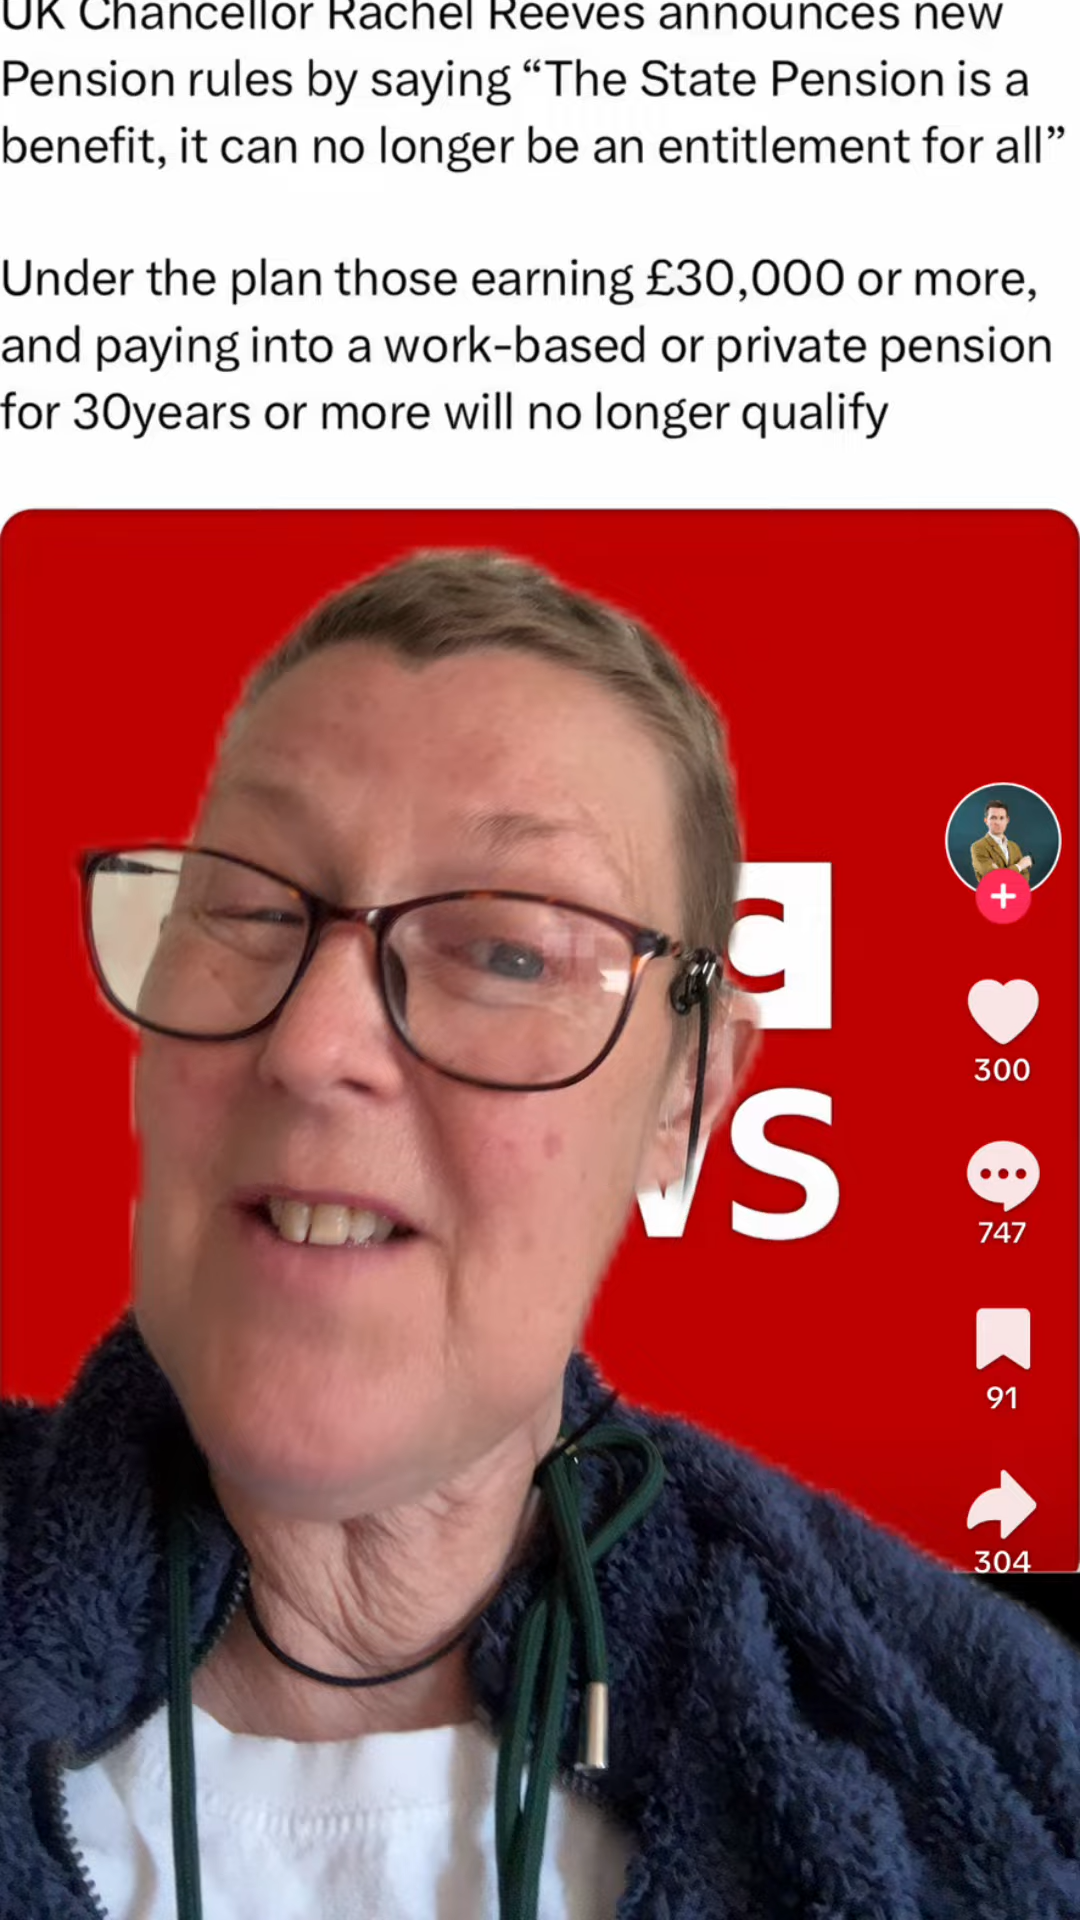 UK Chancellor Rachel Reeves announces new
Pension rules by saying “The State Pension is a
benefit, it can no longer be an entitlement for all”
Under the plan those earning £30,000 or more,
and paying into a work-based or private pension
for 30years or more will no longer qualify
C
WS
300
747
91
304